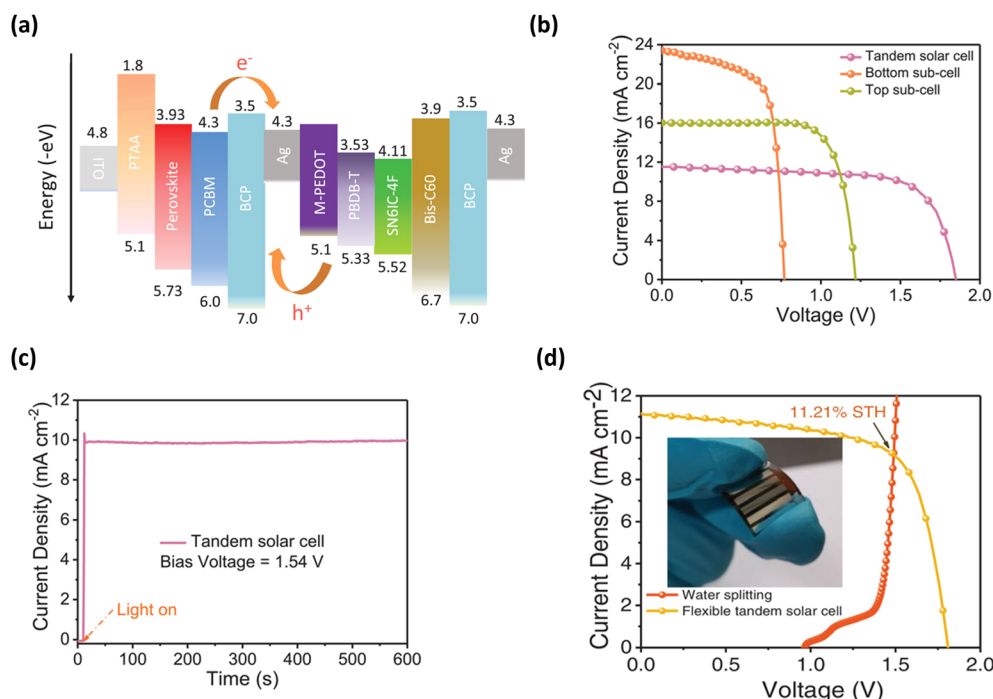 (a)
Energy (-eV)
4.8
ITO
1.8
PTAA
5.1
3.93
Perovskite
5.73
4.3
PCBM
6.0
3.5
BCP
7.0
e-
4.3
Ag
h+
M-PEDOT
5.1
3.53
PBDB-T
5.33
4.11
SN6IC-4F
5.52
3.9
Bis-C60
6.7
3.5
BCP
7.0
4.3
Ag
(b)
Current Density (mA cm-2)
24
20
16
12
8
4
0
Tandem solar cell
Bottom sub-cell
Top sub-cell
0.0 0.5 1.0 1.5 2.0
Voltage (V)
(c)
Current Density (mA cm-2)
12
10
8
6
4
2
0
Tandem solar cell
Bias Voltage = 1.54 V
Light on
0 100 200 300 400 500 600
Time (s)
(d)
Current Density (mA cm-2)
12
10
8
6
4
2
0
11.21% STH
Water splitting
Flexible tandem solar cell
0.0 0.5 1.0 1.5 2.0
Voltage (V)